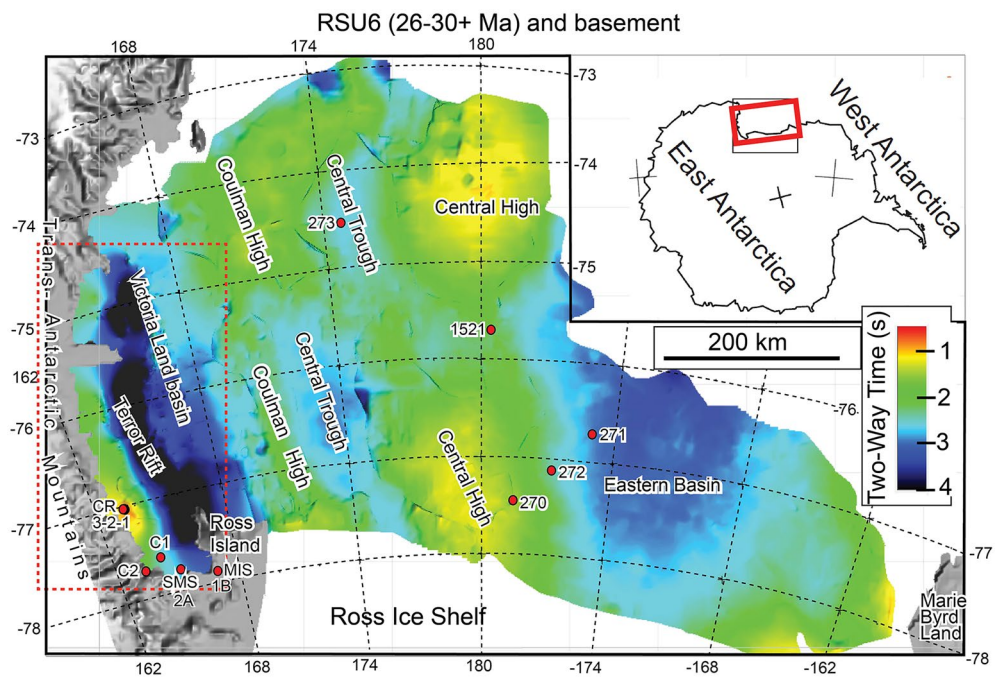 RSU6 (26-30+ Ma) and basement
168
174
180
-73
-73
-74
-74
-75
-75
162
-76
-76
-77
-77
-78
-78
162
168
174
180
-174
-168
-162
Trans-Antarctic Mountains
Victoria Land basin
Terror Rift
Coulman High
Central Trough
Central High
273
1521
Coulman High
Central Trough
Central High
271
272
270
Eastern Basin
CR
3-2-1
C1
C2
SMS
2A
MIS
1B
Ross
Island
Ross Ice Shelf
Marie
Byrd
Land
East Antarctica
West Antarctica
200 km
Two-Way Time (s)
1
2
3
4